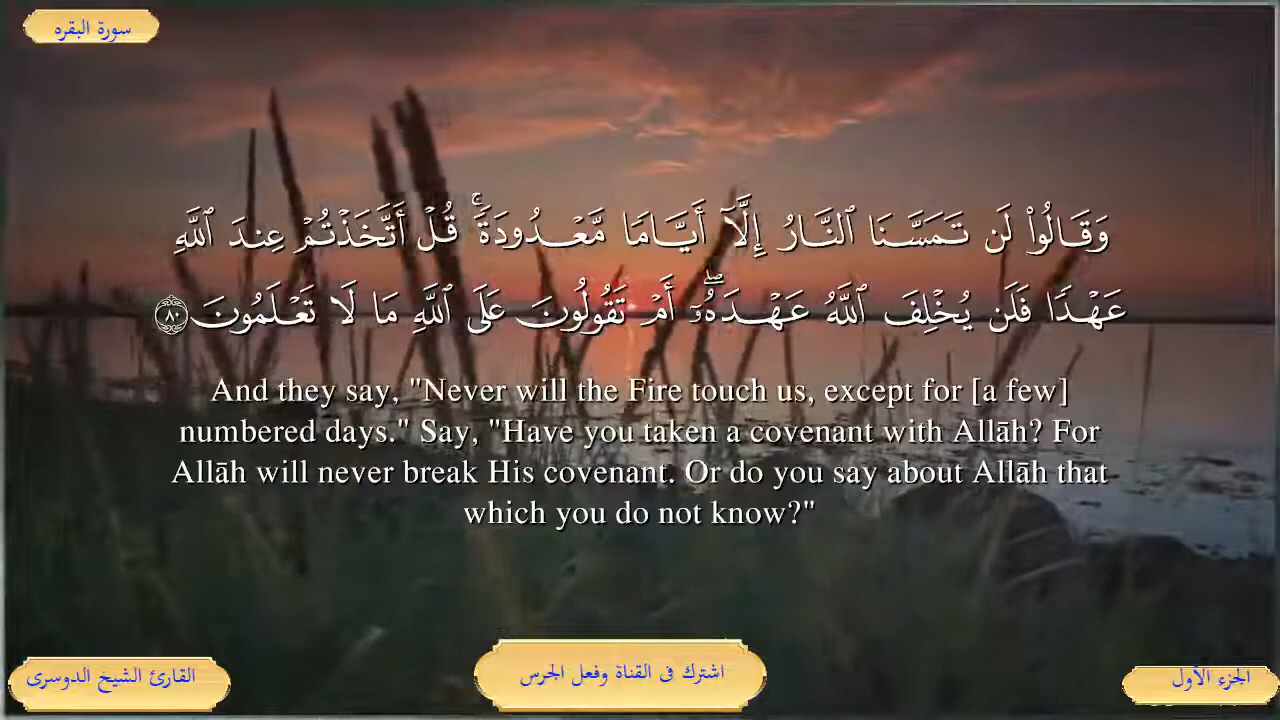 سورة البقره
وَقَالُوا۟ لَن تَمَسَّنَا ٱلنَّارُ إِلَّآ أَيَّامًا مَّعْدُودَةً ۚ قُلْ أَتَّخَذْتُمْ عِندَ ٱللَّهِ
عَهْدًا فَلَن يُخْلِفَ ٱللَّهُ عَهْدَهُۥٓ ۖ أَمْ تَقُولُونَ عَلَى ٱللَّهِ مَا لَا تَعْلَمُونَ ٨٠
And they say, "Never will the Fire touch us, except for [a few]
numbered days." Say, "Have you taken a covenant with Allāh? For
Allāh will never break His covenant. Or do you say about Allāh that
which you do not know?"
الجزء الأول
اشترك فى القناة وفعل الجرس
القارئ الشيخ الدوسرى